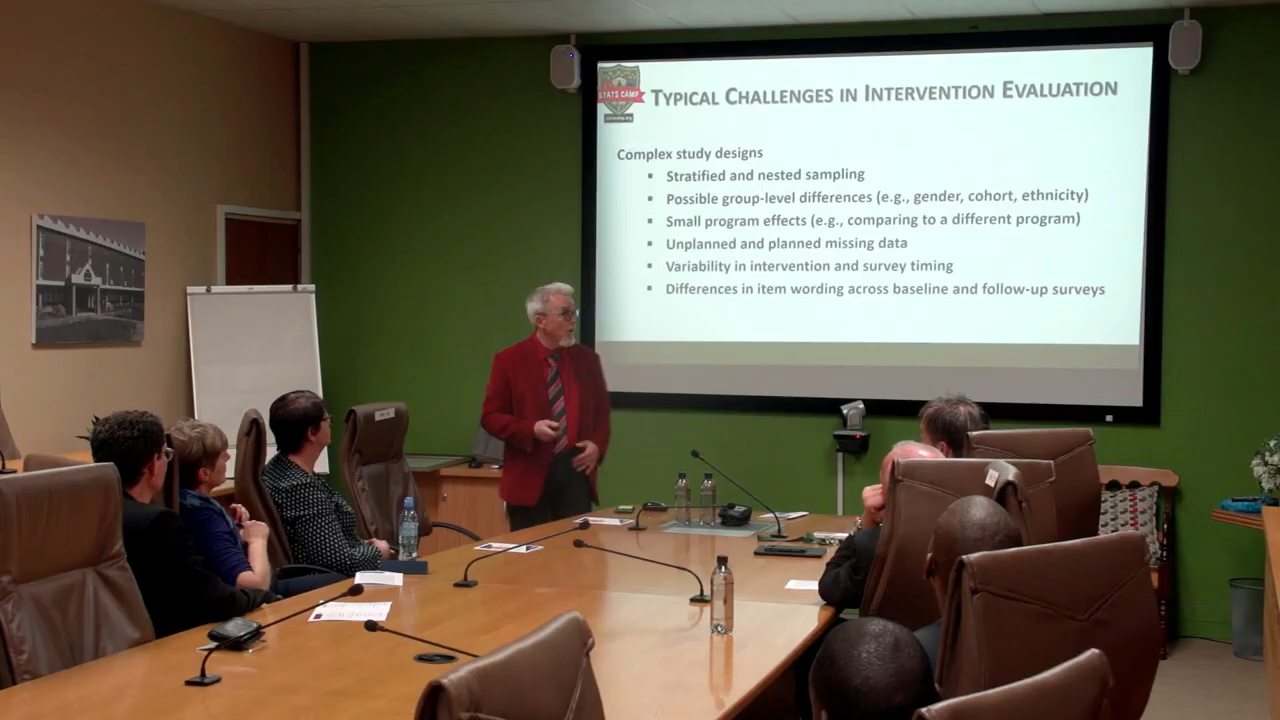 STATS CAMP
TYPICAL CHALLENGES IN INTERVENTION EVALUATION
Complex study designs
▪ Stratified and nested sampling
▪ Possible group-level differences (e.g., gender, cohort, ethnicity)
▪ Small program effects (e.g., comparing to a different program)
▪ Unplanned and planned missing data
▪ Variability in intervention and survey timing
▪ Differences in item wording across baseline and follow-up surveys